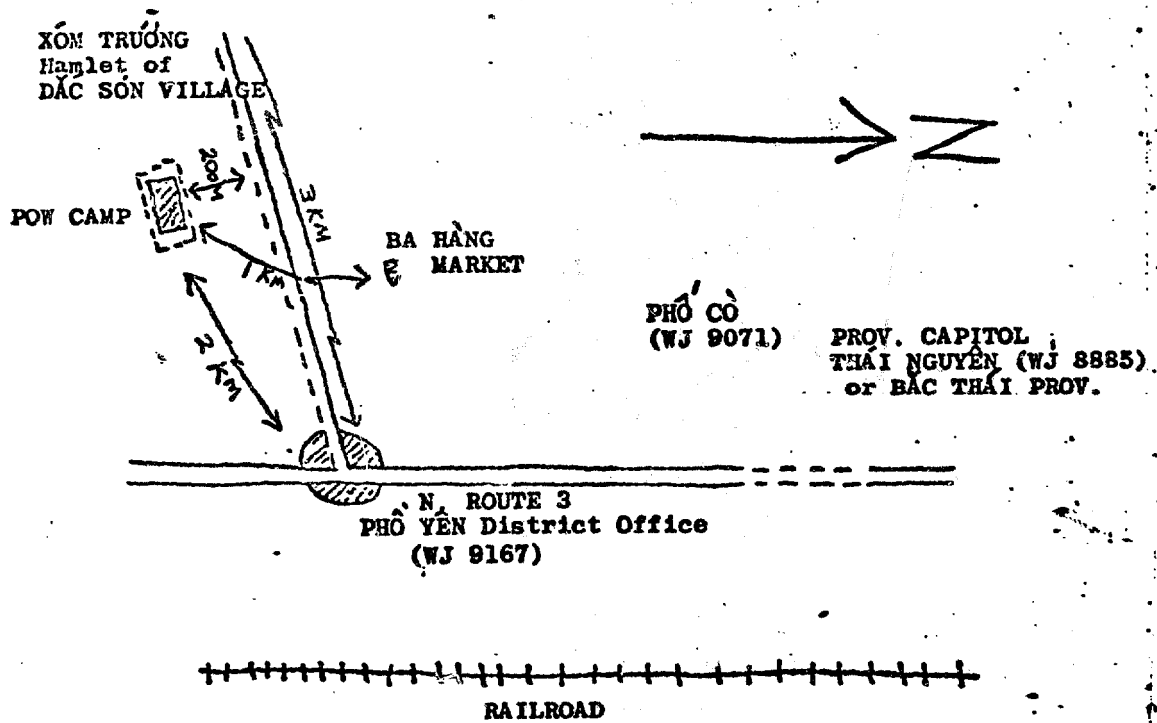 XÓM TRƯỠNG
Hamlet of
DẮC SƠN VILLAGE
200M
3 KM
POW CAMP
1 KM
BA HÀNG
MARKET
2 KM
PHỐ CÒ
(WJ 9071)
PROV. CAPITOL
THÁI NGUYÊN (WJ 8885)
or BẮC THÁI PROV.
N. ROUTE 3
PHỔ YÊN District Office
(WJ 9167)
RAILROAD
N